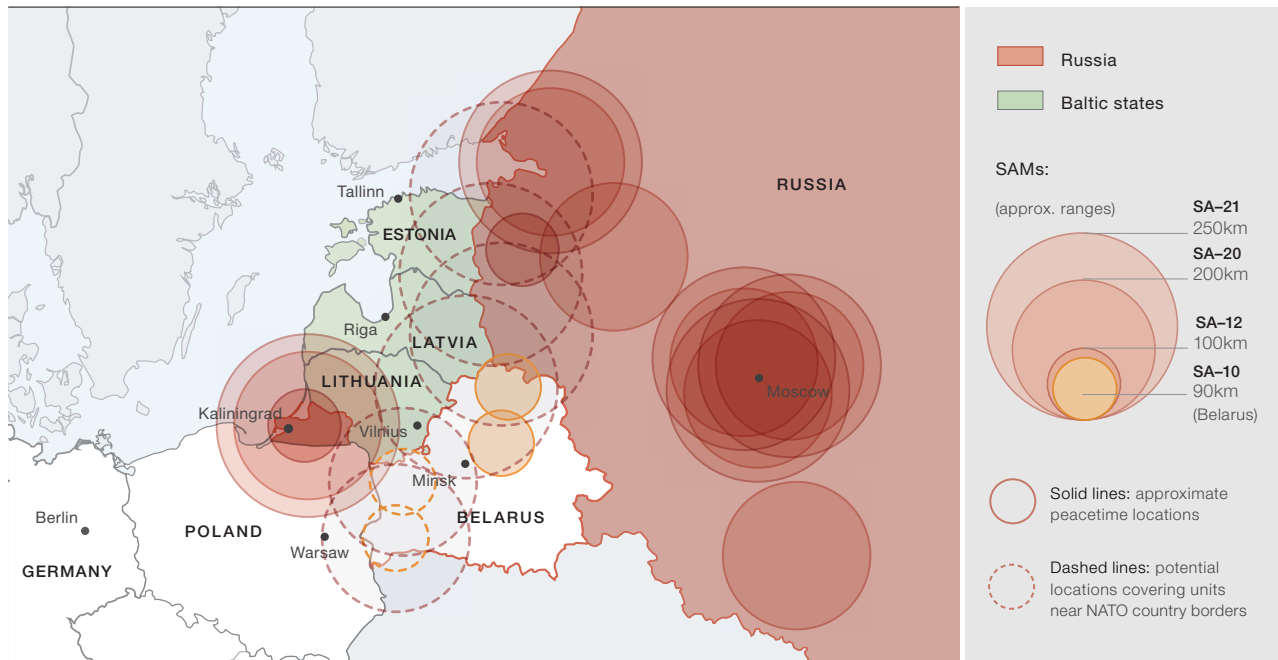 Tallinn
ESTONIA
RUSSIA
Riga
LATVIA
LITHUANIA
Moscow
Kaliningrad
Vilnius
Minsk
BELARUS
Berlin
POLAND
Warsaw
GERMANY
Russia
Baltic states
SAMs:
(approx. ranges)
SA–21
250km
SA–20
200km
SA–12
100km
SA–10
90km
(Belarus)
Solid lines: approximate
peacetime locations
Dashed lines: potential
locations covering units
near NATO country borders